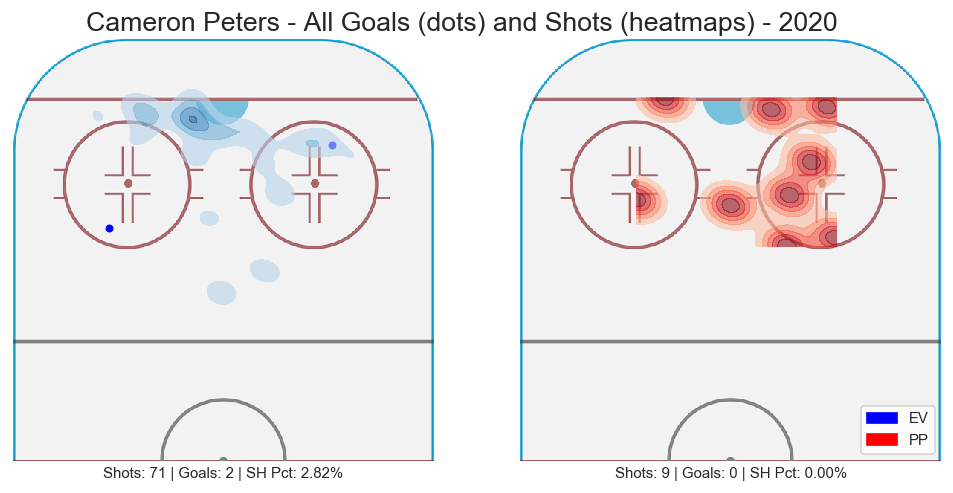 Cameron Peters - All Goals (dots) and Shots (heatmaps) - 2020
EV
PP
Shots: 71 | Goals: 2 | SH Pct: 2.82%
Shots: 9 | Goals: 0 | SH Pct: 0.00%